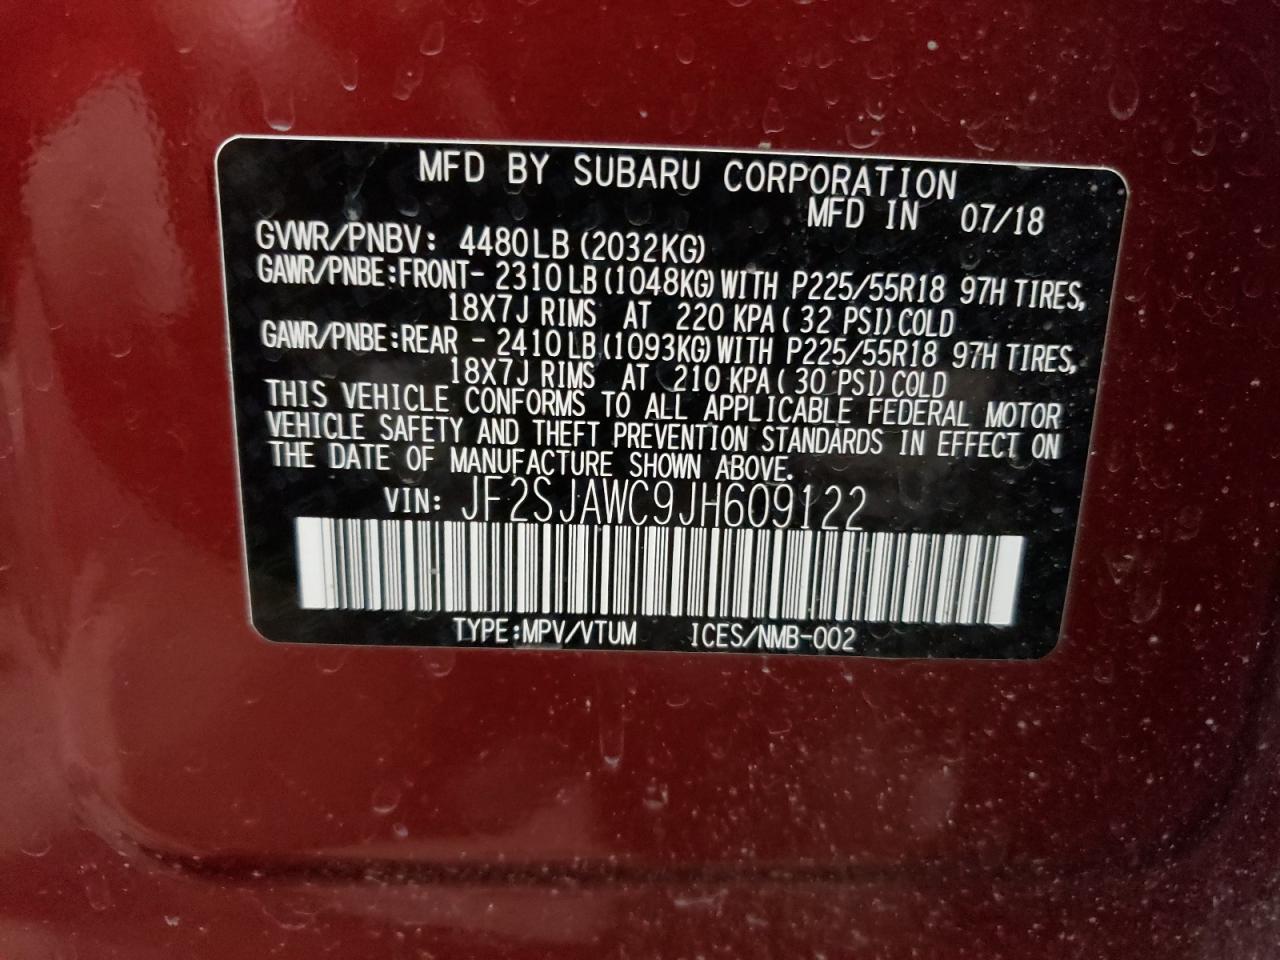 MFD BY SUBARU CORPORATION
MFD IN 07/18
GVWR/PNBV: 4480LB (2032KG)
GAWR/PNBE:FRONT- 2310 LB (1048KG) WITH P225/55R18 97H TIRES,
18X7J RIMS AT 220 KPA ( 32 PSI) COLD
GAWR/PNBE:REAR - 2410 LB (1093KG) WITH P225/55R18 97H TIRES,
18X7J RIMS AT 210 KPA ( 30 PSI) COLD
THIS VEHICLE CONFORMS TO ALL APPLICABLE FEDERAL MOTOR
VEHICLE SAFETY AND THEFT PREVENTION STANDARDS IN EFFECT ON
THE DATE OF MANUFACTURE SHOWN ABOVE.
VIN: JF2SJAWC9JH609122
TYPE:MPV/VTUM ICES/NMB-002